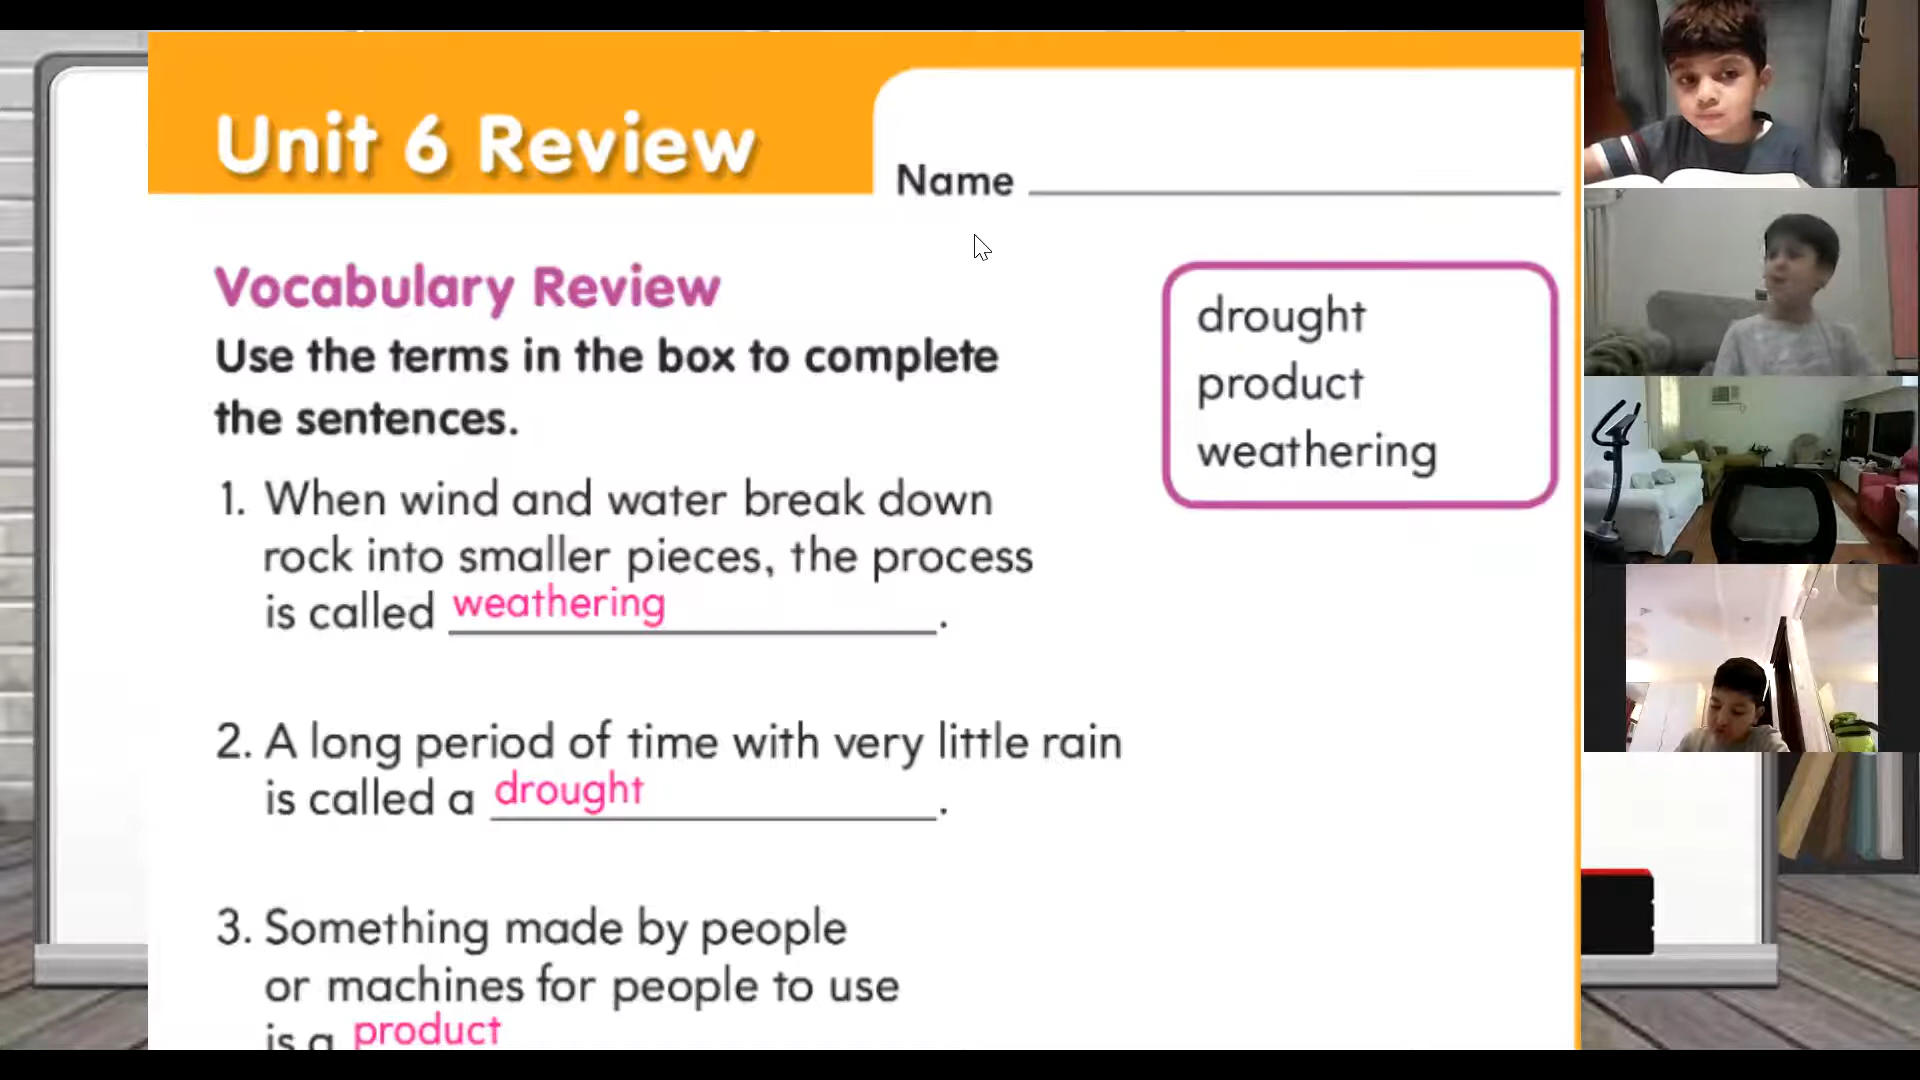 Unit 6 Review
Name
Vocabulary Review
Use the terms in the box to complete
the sentences.
drought
product
weathering
1. When wind and water break down
rock into smaller pieces, the process
is called weathering.
2. A long period of time with very little rain
is called a drought.
3. Something made by people
or machines for people to use
is a product